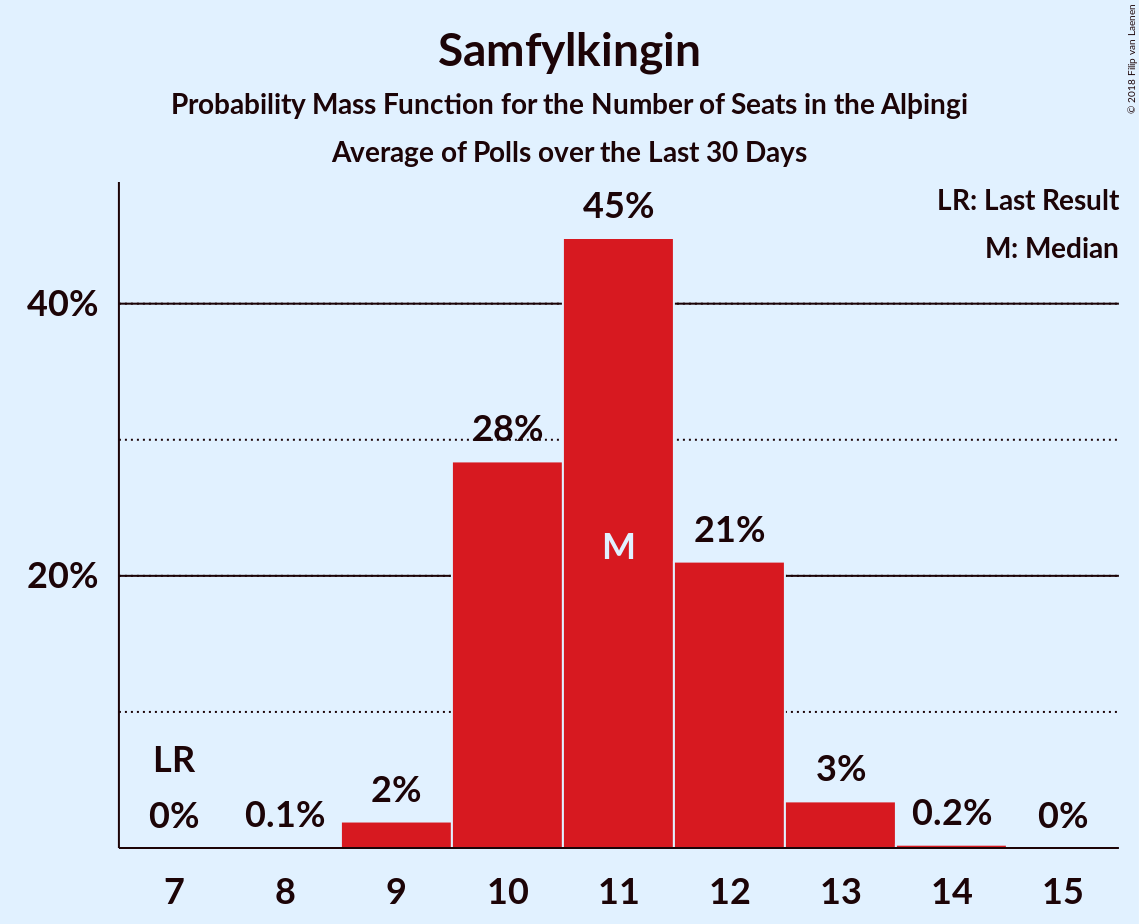 Samfylkingin
Probability Mass Function for the Number of Seats in the Alþingi
Average of Polls over the Last 30 Days
© 2018 Filip van Laenen
LR: Last Result
M: Median
45%
40%
28%
M
21%
20%
LR
0%
0.1%
2%
3%
0.2%
0%
7 8 9 10 11 12 13 14 15